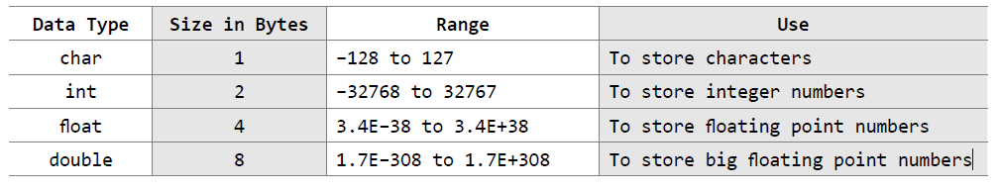 Data Type Size in Bytes Range Use
char 1 –128 to 127 To store characters
int 2 –32768 to 32767 To store integer numbers
float 4 3.4E–38 to 3.4E+38 To store floating point numbers
double 8 1.7E–308 to 1.7E+308 To store big floating point numbers